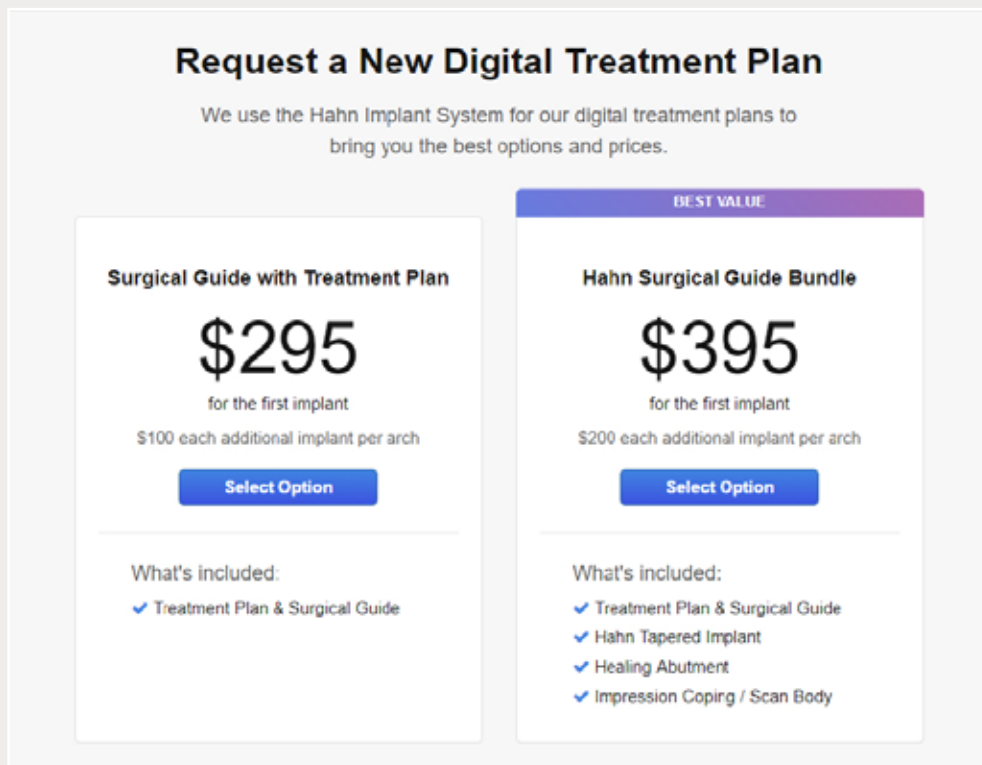 Request a New Digital Treatment Plan
We use the Hahn Implant System for our digital treatment plans to
bring you the best options and prices.
Surgical Guide with Treatment Plan
$295
for the first implant
$100 each additional implant per arch
Select Option
What's included:
Treatment Plan & Surgical Guide
BEST VALUE
Hahn Surgical Guide Bundle
$395
for the first implant
$200 each additional implant per arch
Select Option
What's included:
Treatment Plan & Surgical Guide
Hahn Tapered Implant
Healing Abutment
Impression Coping / Scan Body